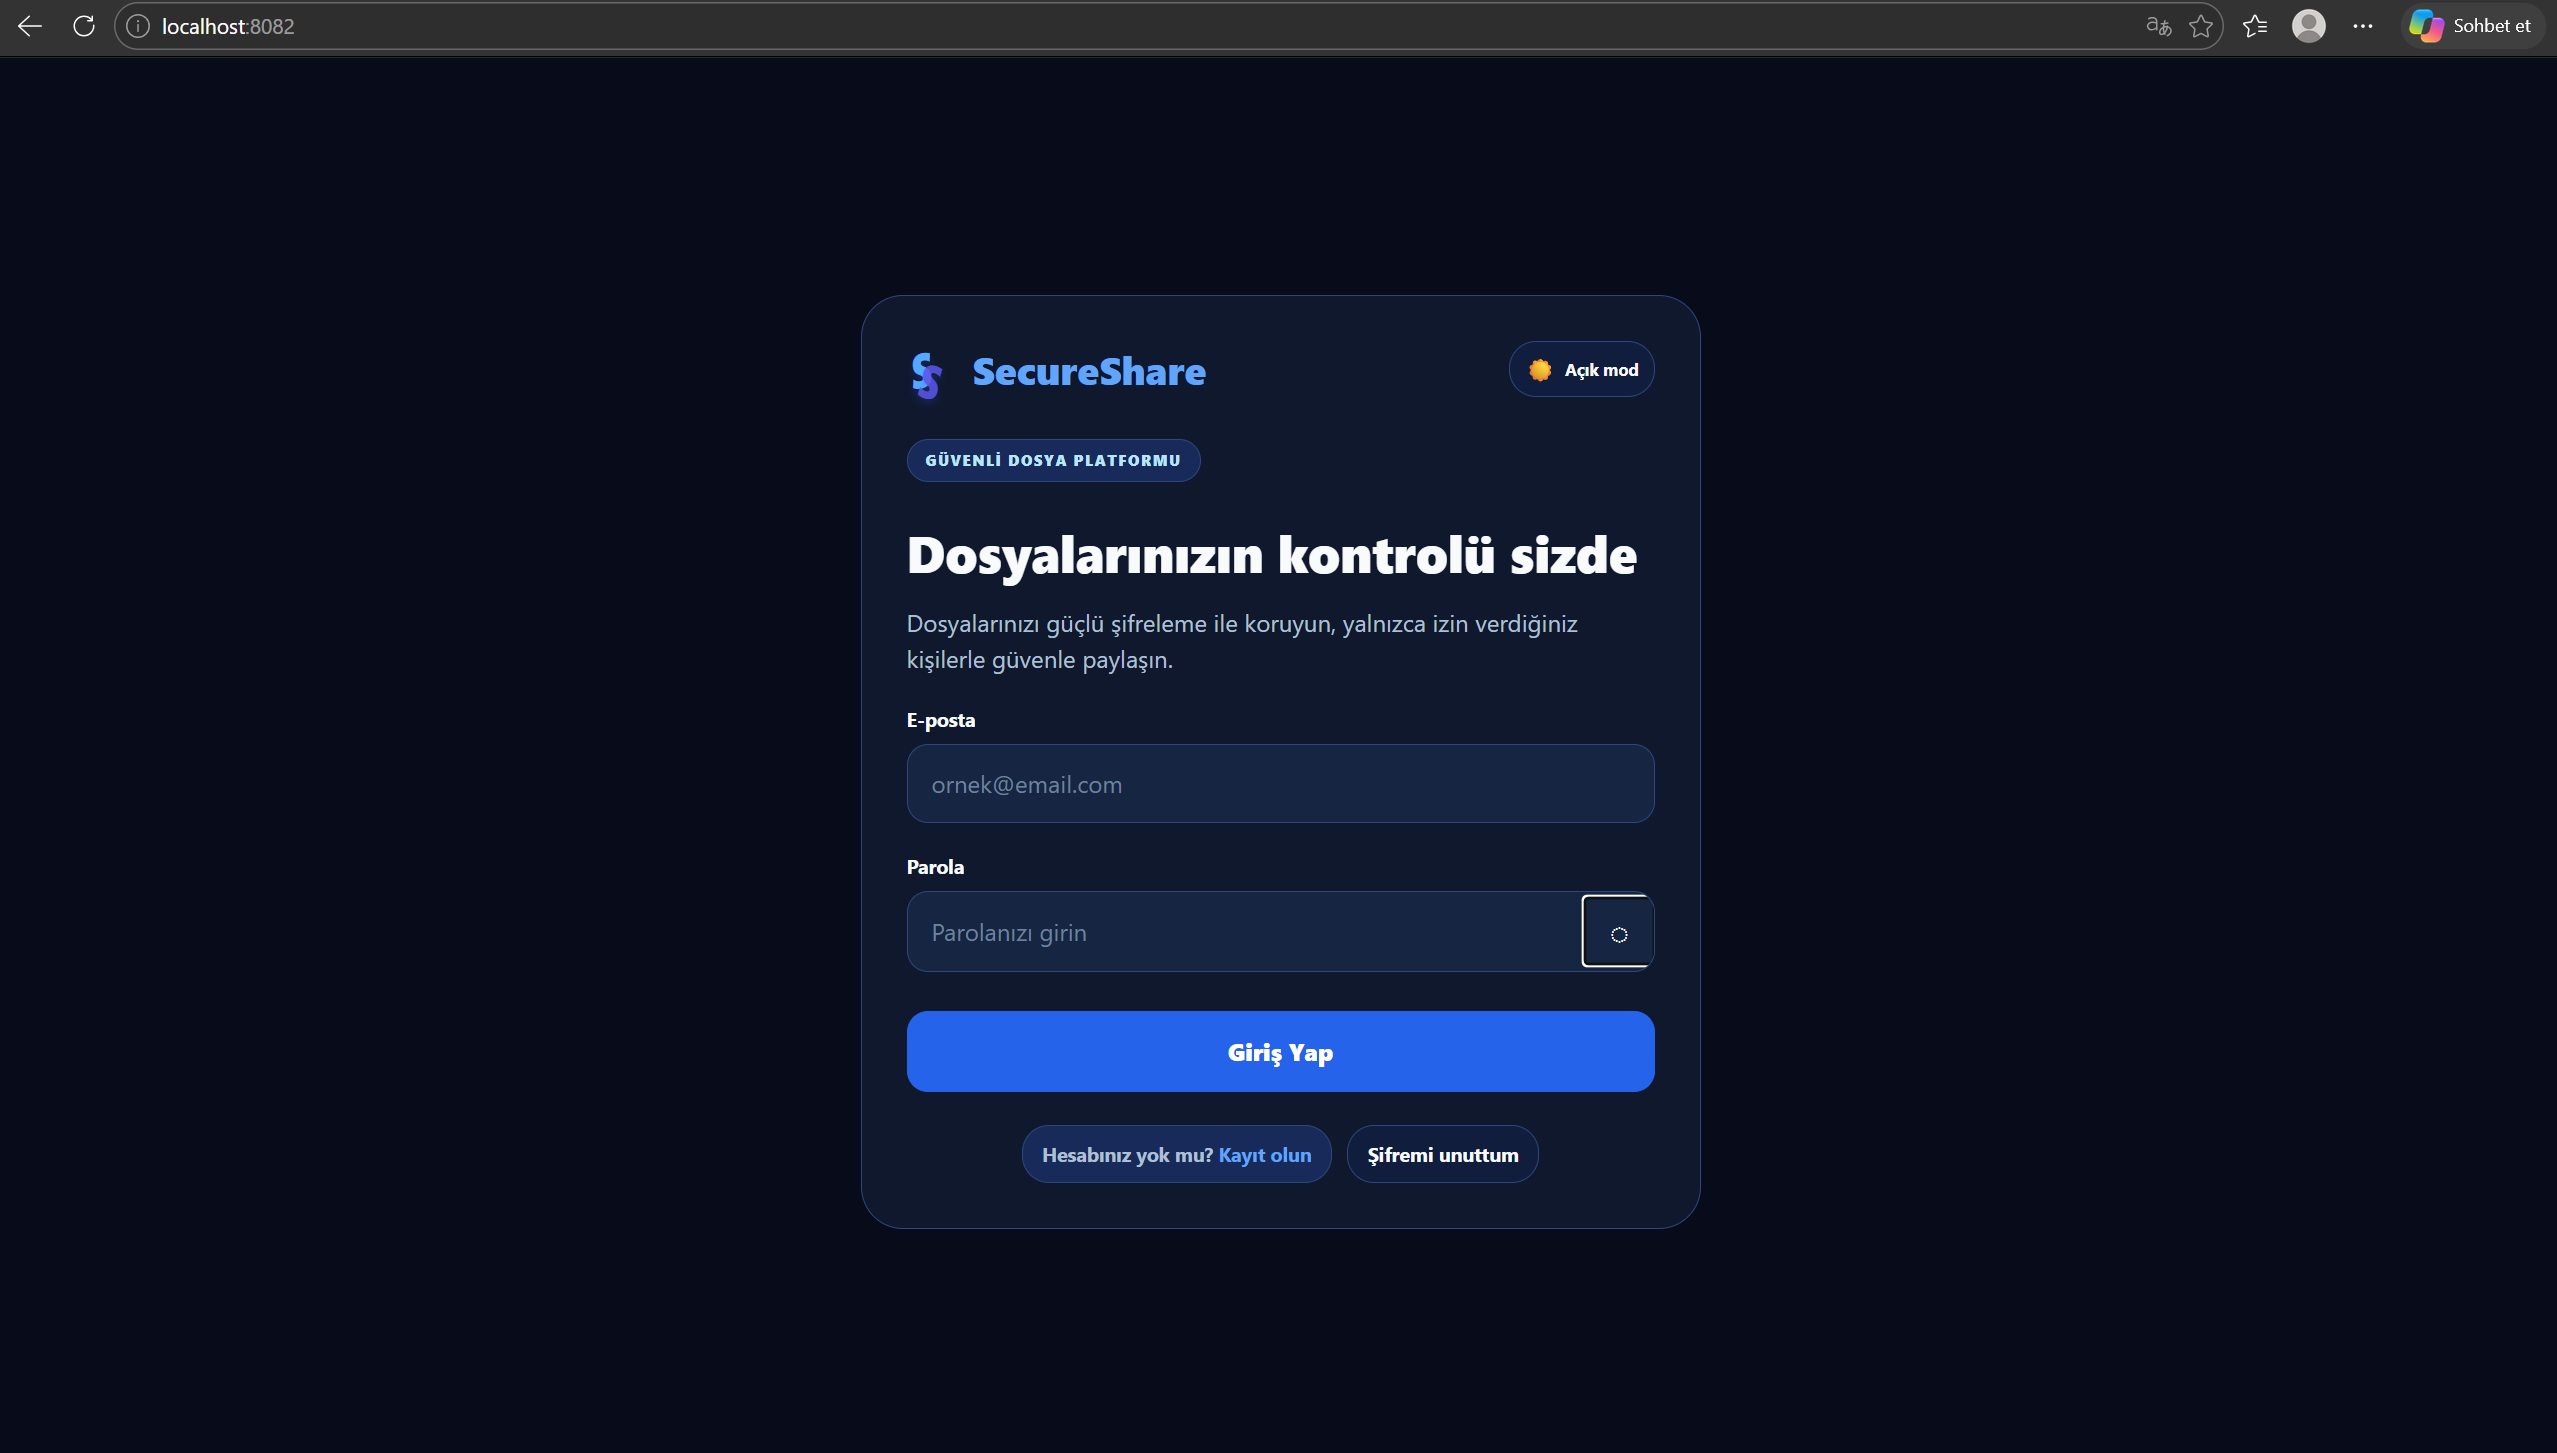 localhost:8082
aあ
Sohbet et
SecureShare
Açık mod
GÜVENLİ DOSYA PLATFORMU
Dosyalarınızın kontrolü sizde
Dosyalarınızı güçlü şifreleme ile koruyun, yalnızca izin verdiğiniz
kişilerle güvenle paylaşın.
E-posta
ornek@email.com
Parola
Parolanızı girin
Giriş Yap
Hesabınız yok mu? Kayıt olun
Şifremi unuttum